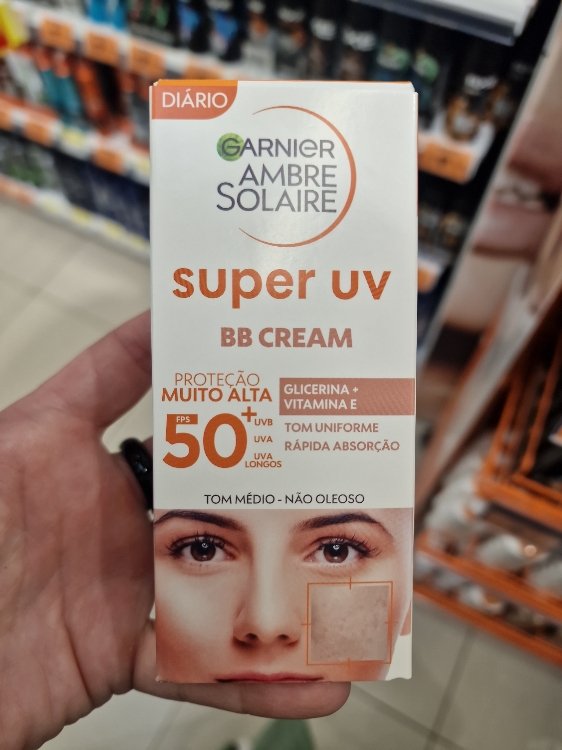 DIÁRIO
GARNIER
AMBRE
SOLAIRE
super uv
BB CREAM
PROTEÇÃO
MUITO ALTA
FPS
50+
UVB
UVA
UVA
LONGOS
GLICERINA +
VITAMINA E
TOM UNIFORME
RÁPIDA ABSORÇÃO
TOM MÉDIO - NÃO OLEOSO